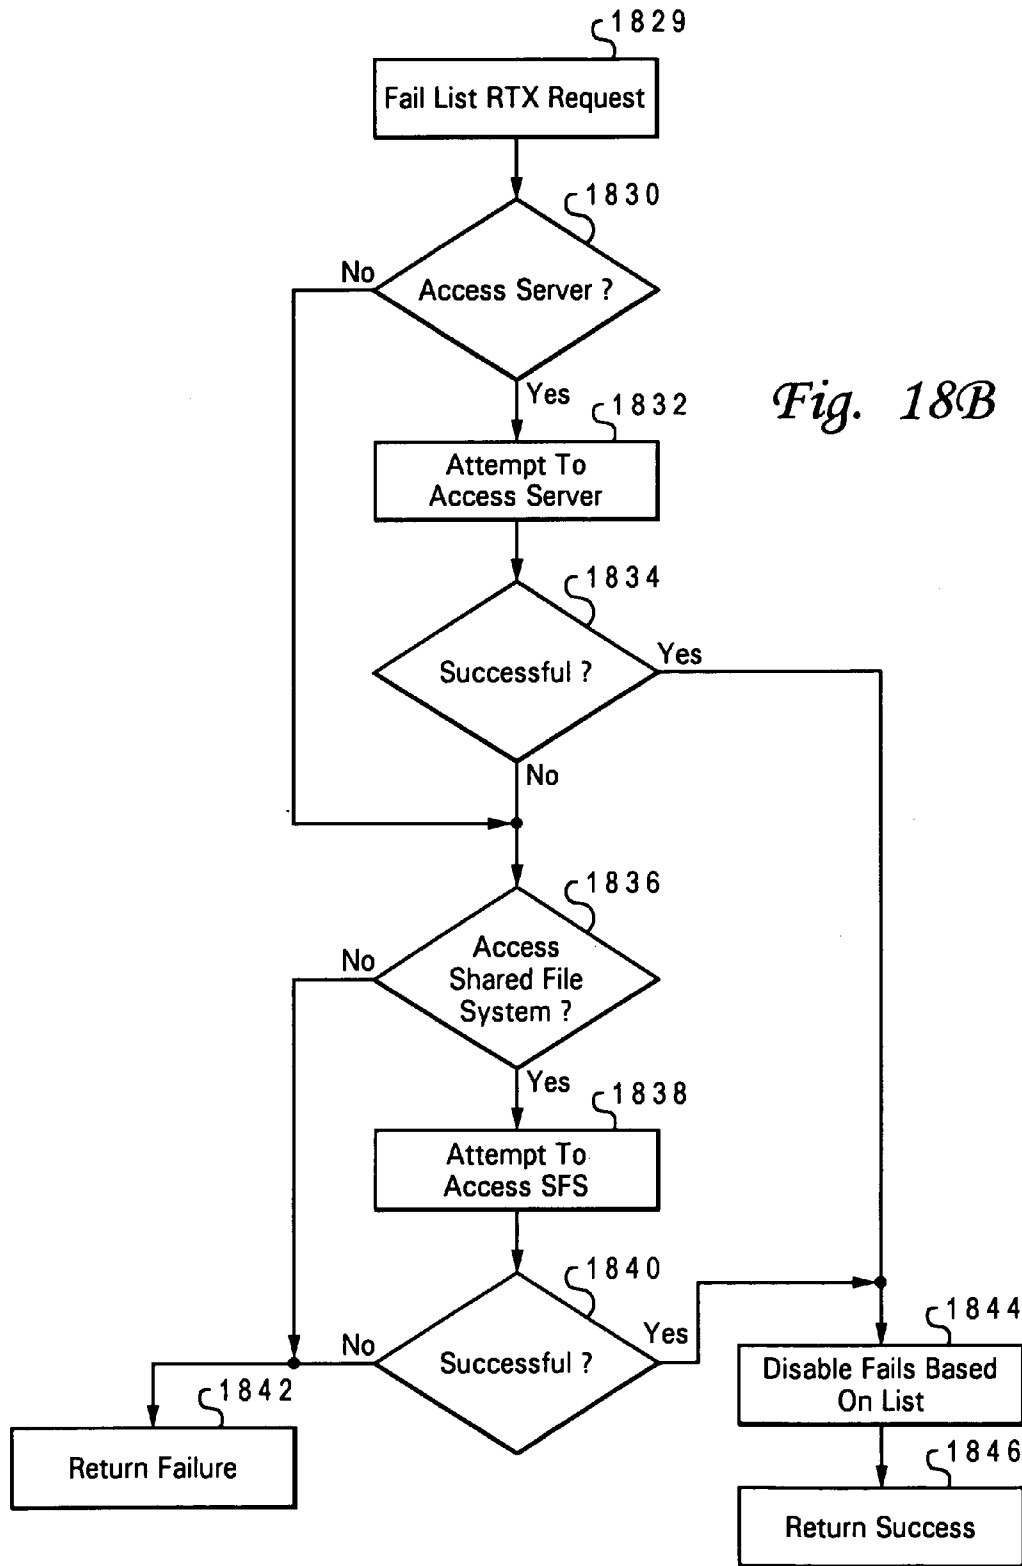 1829
Fail List RTX Request
1830
No
Access Server ?
Yes
Fig. 18B
1832
Attempt To
Access Server
1834
Yes
Successful ?
No
1836
No
Access
Shared File
System ?
Yes
1838
Attempt To
Access SFS
1840
No
Successful ?
Yes
1844
Disable Fails Based
On List
1842
Return Failure
1846
Return Success